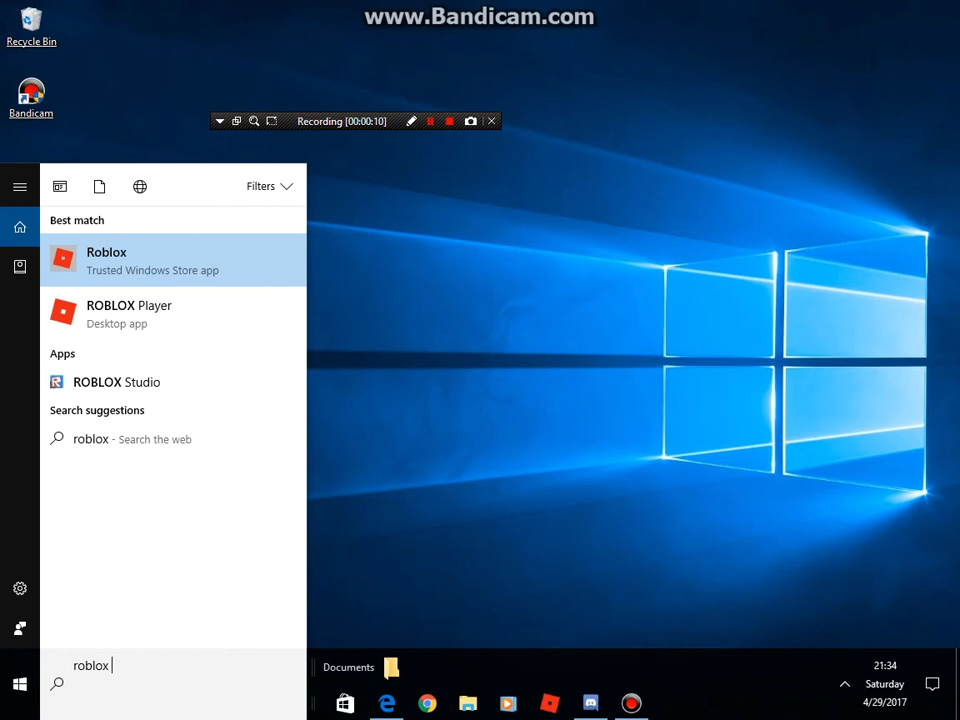 www.Bandicam.com
Recycle Bin
Bandicam
Recording [00:00:10]
Filters
Best match
Roblox
Trusted Windows Store app
ROBLOX Player
Desktop app
Apps
ROBLOX Studio
Search suggestions
roblox - Search the web
roblox
Documents
21:34
Saturday
4/29/2017